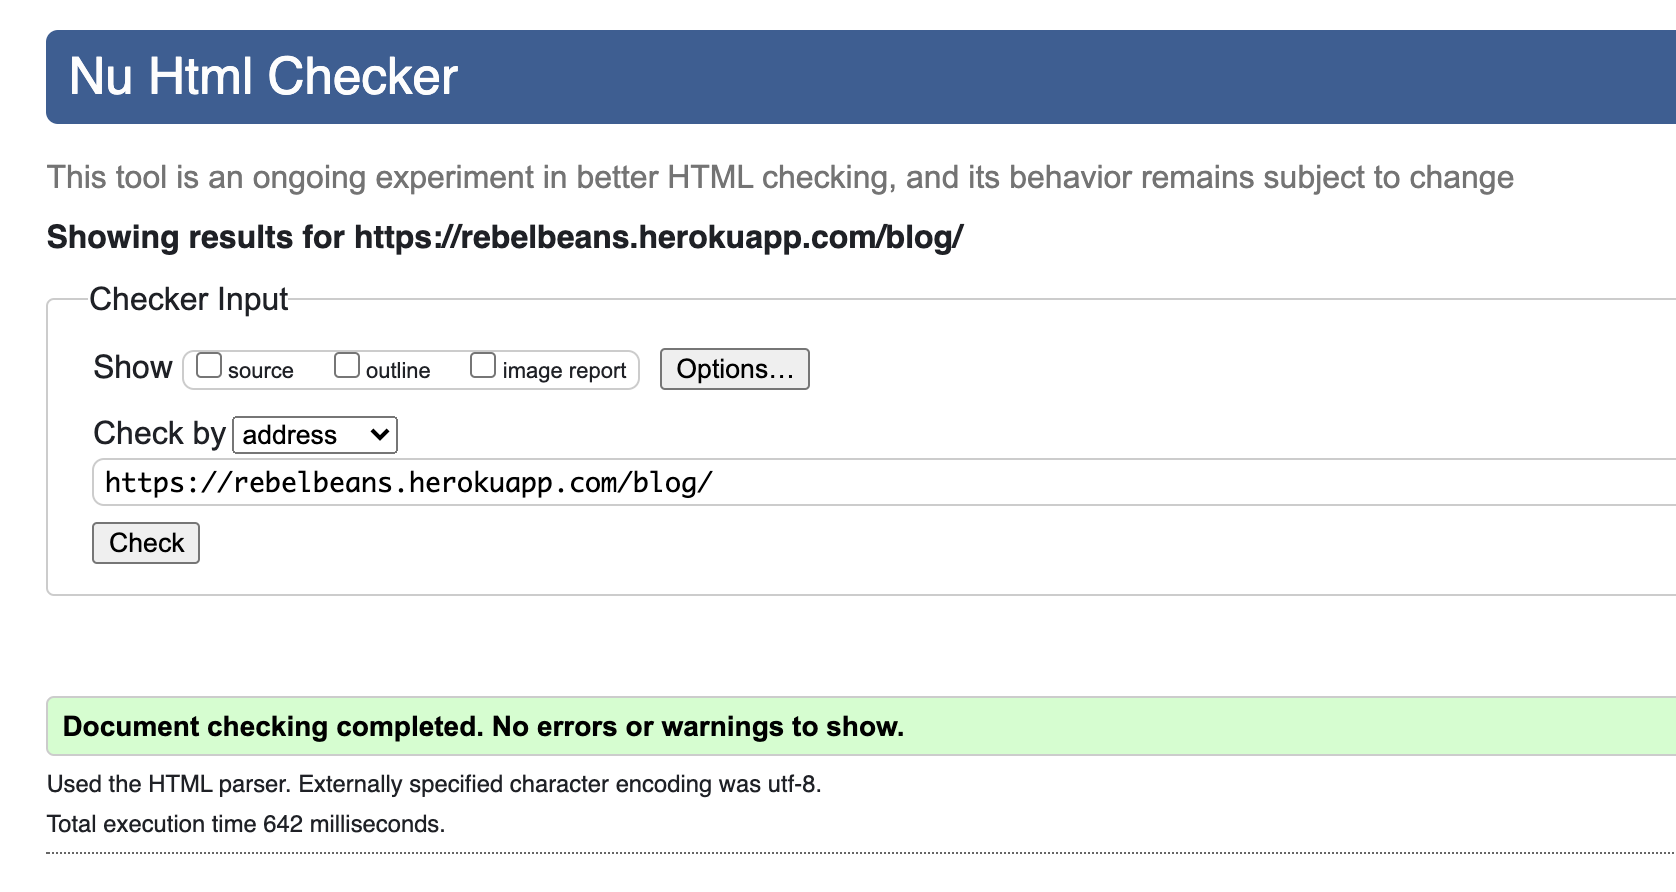 Nu Html Checker
This tool is an ongoing experiment in better HTML checking, and its behavior remains subject to change
Showing results for https://rebelbeans.herokuapp.com/blog/
Checker Input
Show source outline image report Options...
Check by address
https://rebelbeans.herokuapp.com/blog/
Check
Document checking completed. No errors or warnings to show.
Used the HTML parser. Externally specified character encoding was utf-8.
Total execution time 642 milliseconds.